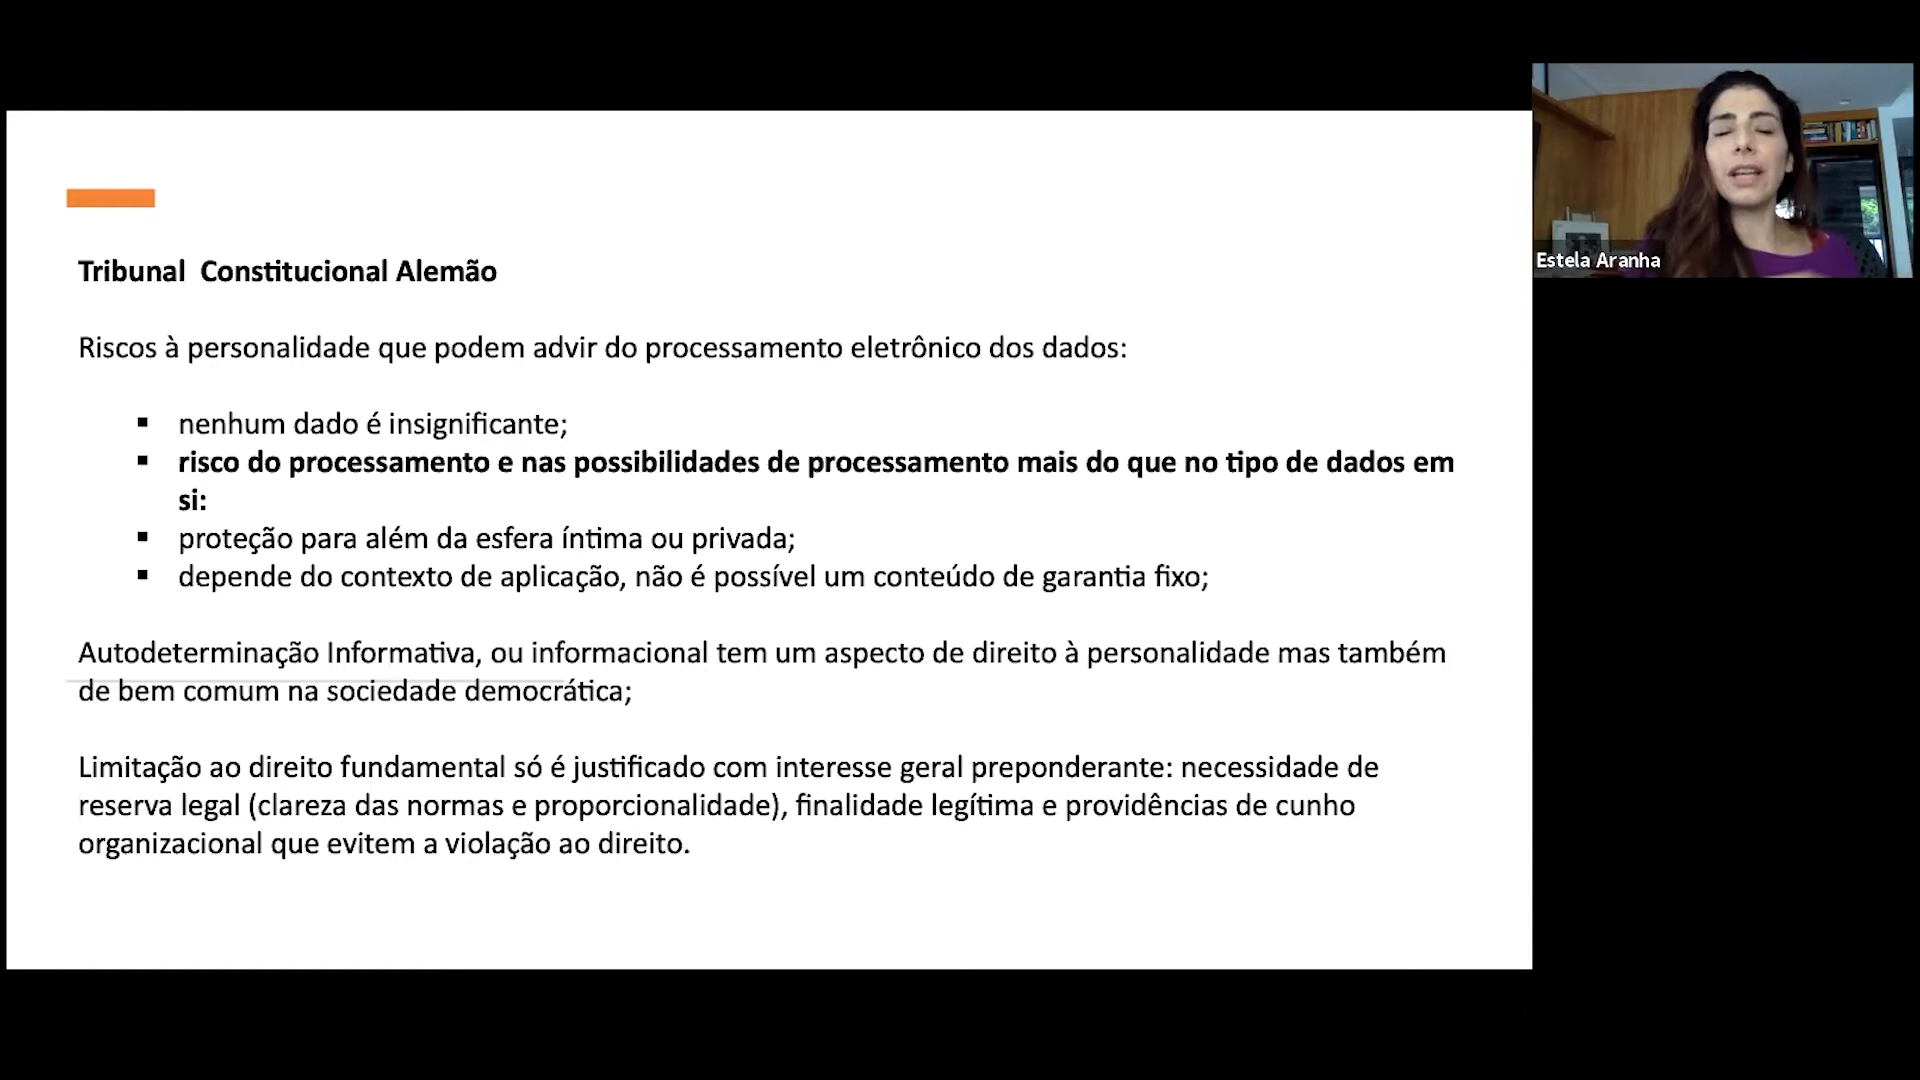 Tribunal Constitucional Alemão
Riscos à personalidade que podem advir do processamento eletrônico dos dados:
▪ nenhum dado é insignificante;
▪ risco do processamento e nas possibilidades de processamento mais do que no tipo de dados em
si:
▪ proteção para além da esfera íntima ou privada;
▪ depende do contexto de aplicação, não é possível um conteúdo de garantia fixo;
Autodeterminação Informativa, ou informacional tem um aspecto de direito à personalidade mas também
de bem comum na sociedade democrática;
Limitação ao direito fundamental só é justificado com interesse geral preponderante: necessidade de
reserva legal (clareza das normas e proporcionalidade), finalidade legítima e providências de cunho
organizacional que evitem a violação ao direito.
Estela Aranha